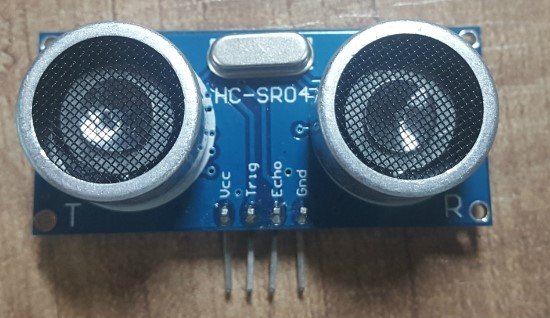 HC-SR04
Vcc
Trig
Echo
Gnd
T
R